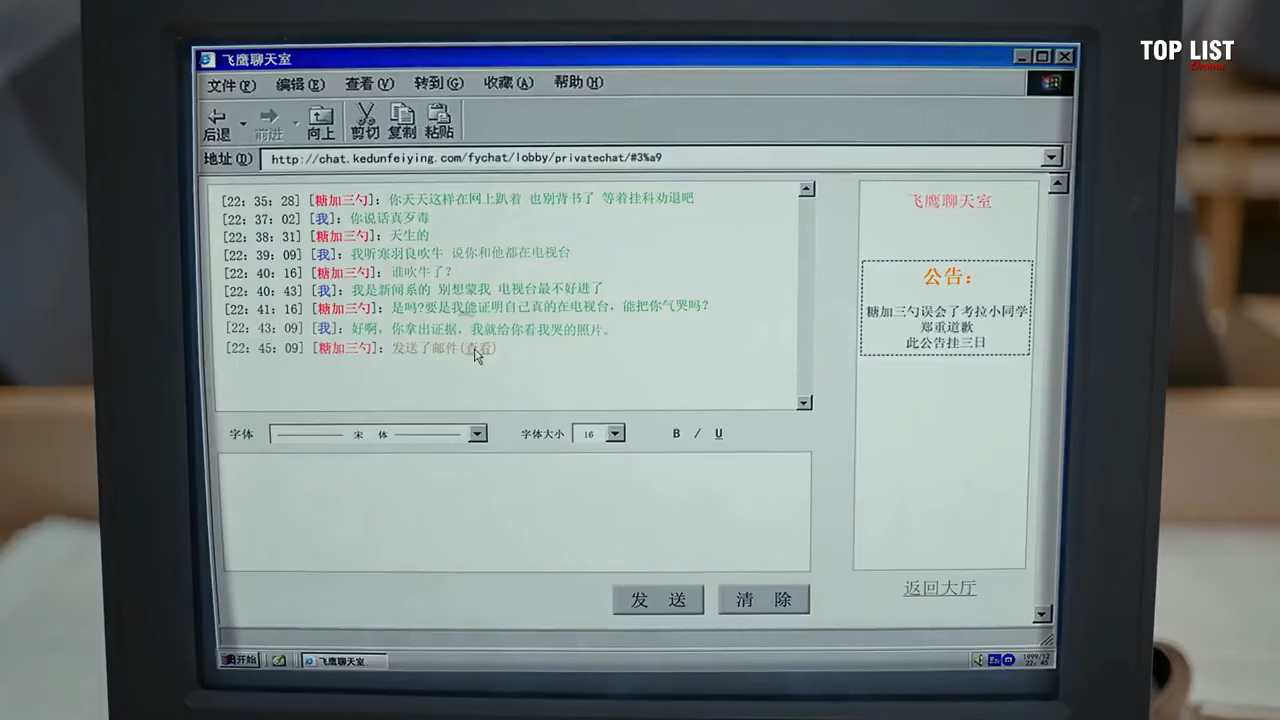 TOP LIST
飞鹰聊天室
文件(F) 编辑(E) 查看(V) 转到(G) 收藏(A) 帮助(H)
后退 前进 向上 剪切 复制 粘贴
地址(D) http://chat.kedunfeiying.com/fychat/lobby/privatechat/#3%a9
[22: 35: 28] [糖加三勺]: 你天天这样在网上趴着 也别背书了 等着挂科劝退吧
[22: 37: 02] [我]: 你说话真歹毒
[22: 38: 31] [糖加三勺]: 天生的
[22: 39: 09] [我]: 我听寒羽良吹牛 说你和他都在电视台
[22: 40: 16] [糖加三勺]: 谁吹牛了?
[22: 40: 43] [我]: 我是新闻系的 别想蒙我 电视台最不好进了
[22: 41: 16] [糖加三勺]: 是吗?要是我能证明自己真的在电视台, 能把你气哭吗?
[22: 43: 09] [我]: 好啊, 你拿出证据, 我就给你看我哭的照片。
[22: 45: 09] [糖加三勺]: 发送了邮件(查看)
飞鹰聊天室
公告:
糖加三勺误会了考拉小同学
郑重道歉
此公告挂三日
字体 宋 体 字体大小 16 B / U
发 送 清 除
返回大厅
开始 飞鹰聊天室 En 1999/12
22: 45